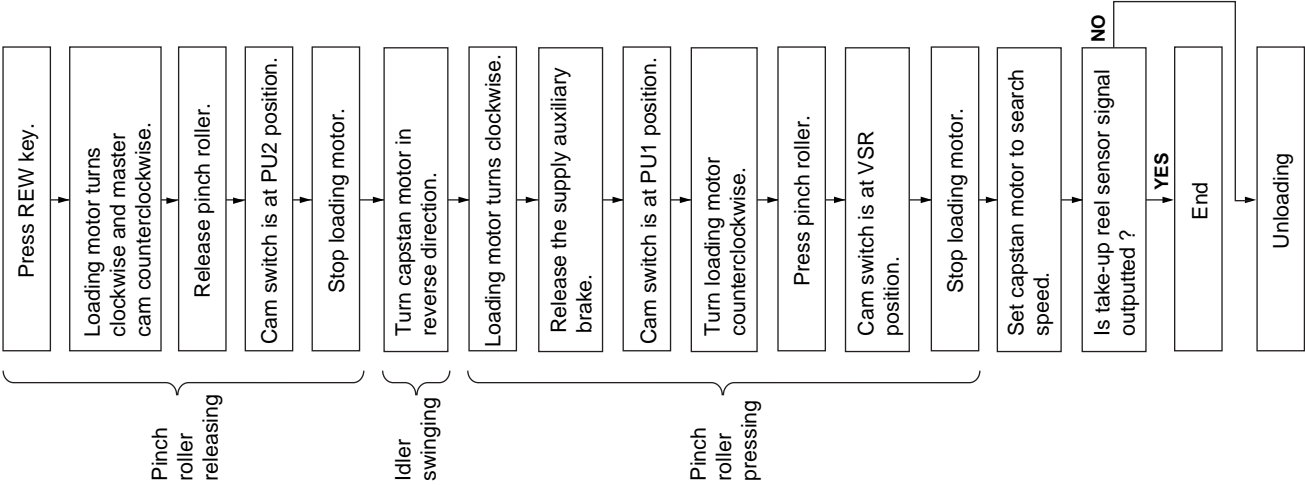 Press REW key.
Loading motor turns
clockwise and master
cam counterclockwise.
Release pinch roller.
Cam switch is at PU2 position.
Stop loading motor.
Pinch
roller
releasing
Turn capstan motor in
reverse direction.
Idler
swinging
Loading motor turns clockwise.
Release the supply auxiliary
brake.
Cam switch is at PU1 position.
Turn loading motor
counterclockwise.
Press pinch roller.
Cam switch is at VSR
position.
Stop loading motor.
Pinch
roller
pressing
Set capstan motor to search
speed.
Is take-up reel sensor signal
outputted ?
NO
YES
End
Unloading